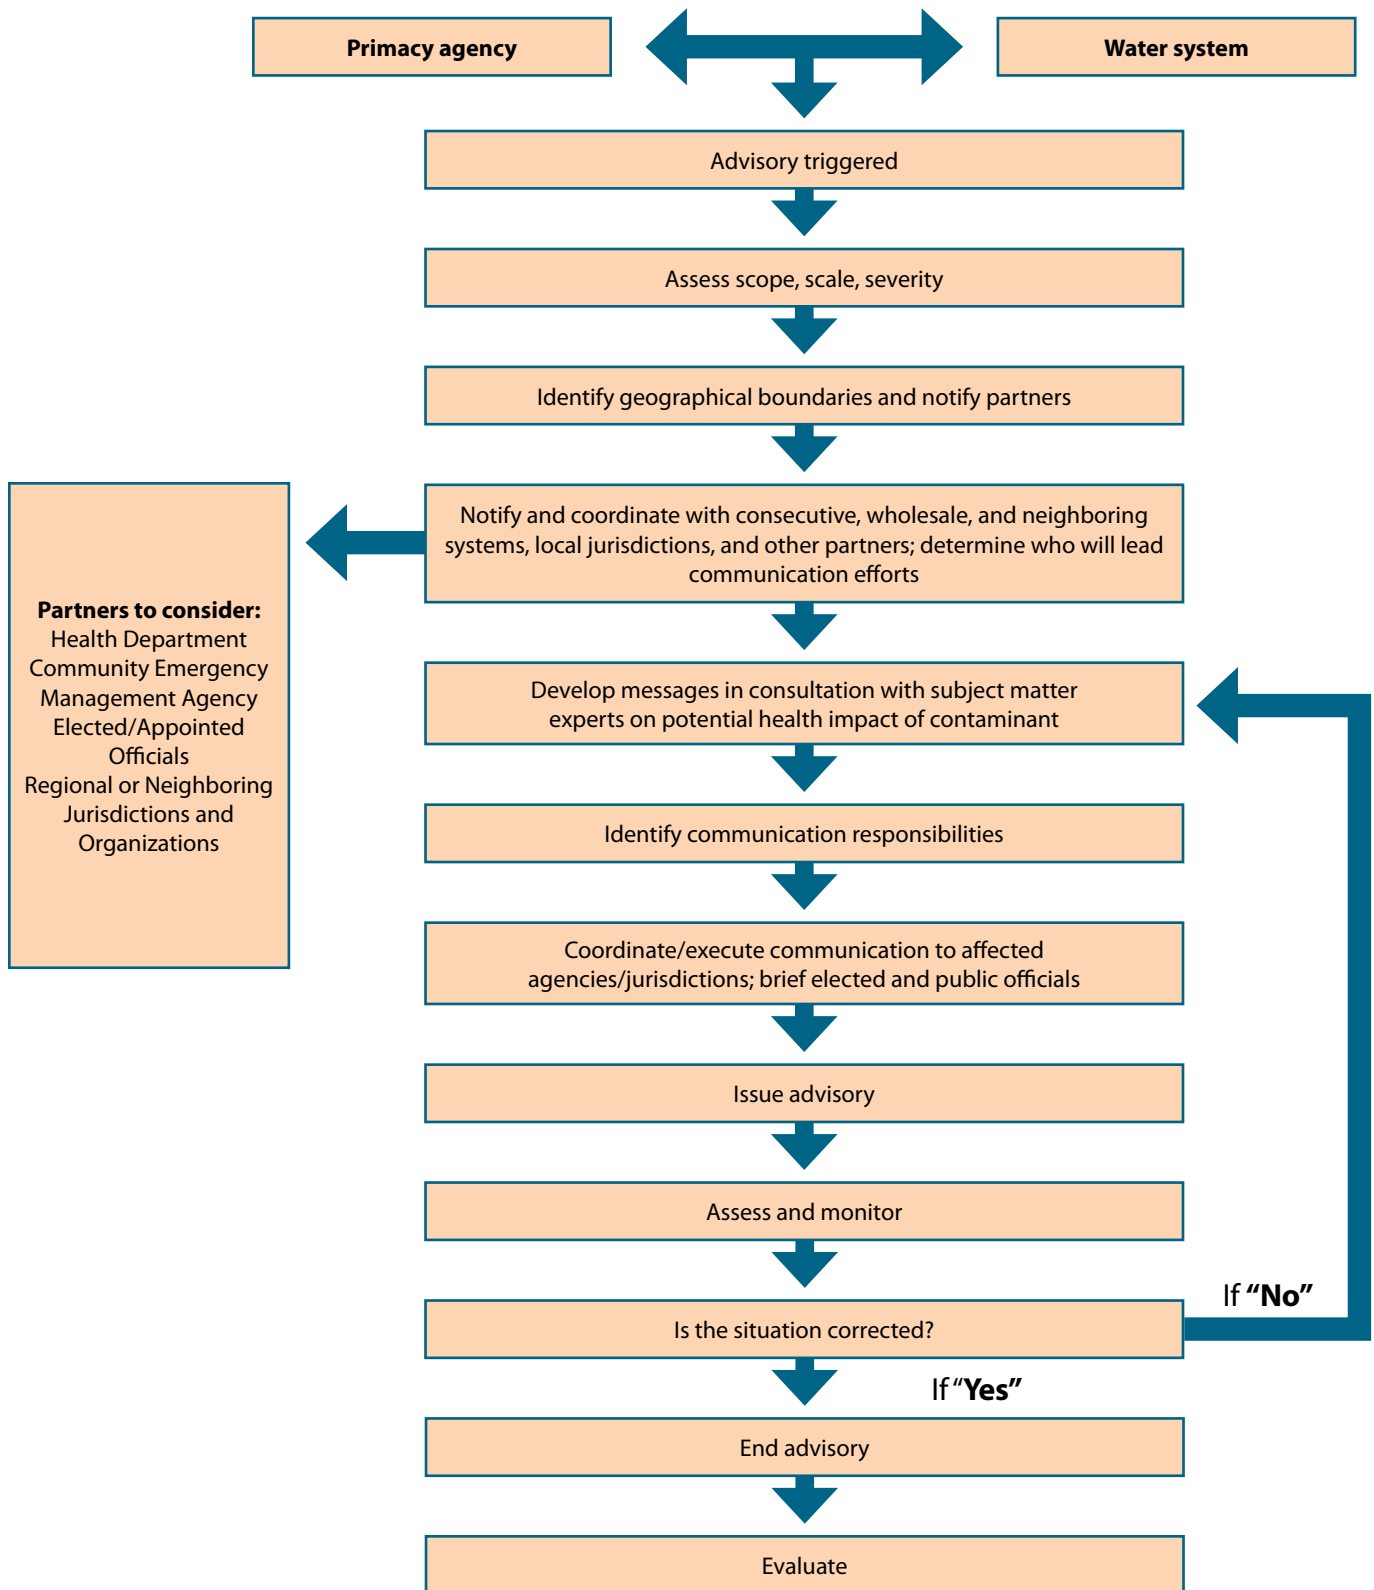 Primacy agency
Water system
Advisory triggered
Assess scope, scale, severity
Identify geographical boundaries and notify partners
Notify and coordinate with consecutive, wholesale, and neighboring
systems, local jurisdictions, and other partners; determine who will lead
communication efforts
Partners to consider:
Health Department
Community Emergency
Management Agency
Elected/Appointed
Officials
Regional or Neighboring
Jurisdictions and
Organizations
Develop messages in consultation with subject matter
experts on potential health impact of contaminant
Identify communication responsibilities
Coordinate/execute communication to affected
agencies/jurisdictions; brief elected and public officials
Issue advisory
Assess and monitor
Is the situation corrected?
If “No”
If “Yes”
End advisory
Evaluate